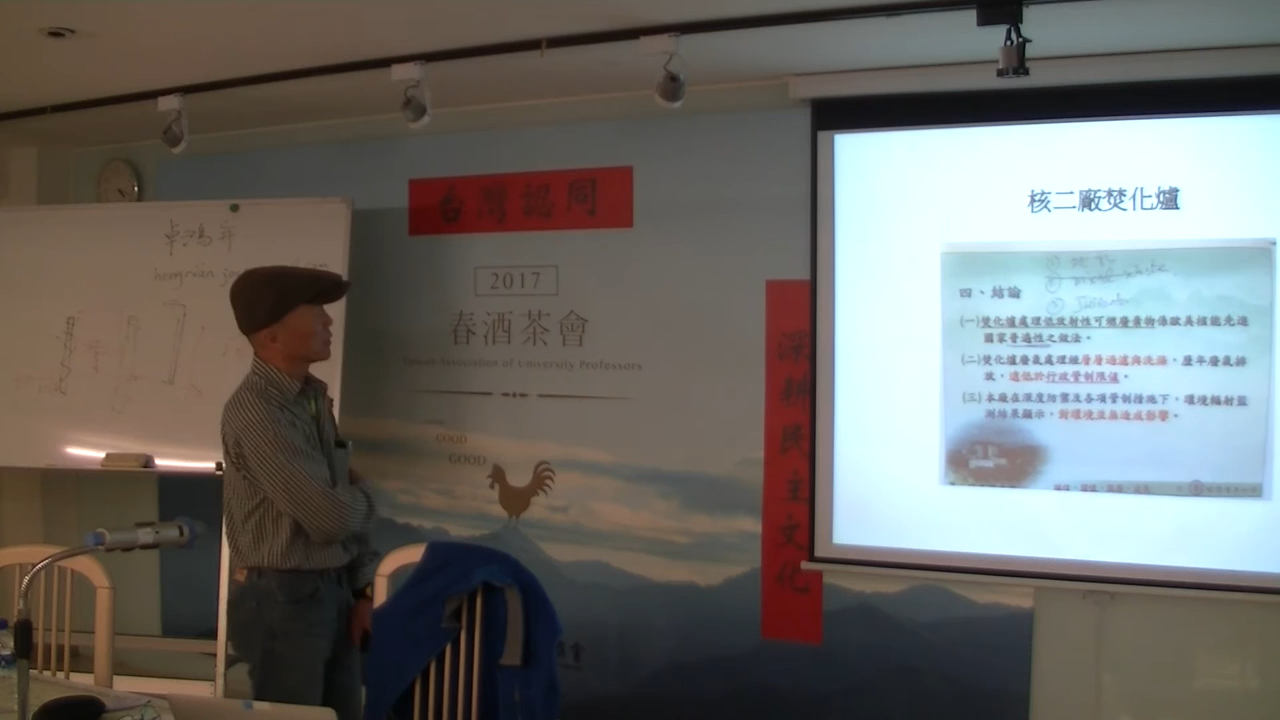 卓鴻年
台灣認同
2017
春酒茶會
Taiwan Association of University Professors
GOOD
GOOD
深耕民主文化
核二廠焚化爐
四、結論
(一)焚化爐處理低放射性可燃廢棄物係歐美核能先進
國家普遍性之做法。
(二)焚化爐廢氣處理經層層過濾與洗滌，歷年廢氣排
放，遠低於行政管制限值。
(三)本廠在深度防禦及各項管制措施下，環境輻射監
測結果顯示，對環境並無造成影響。